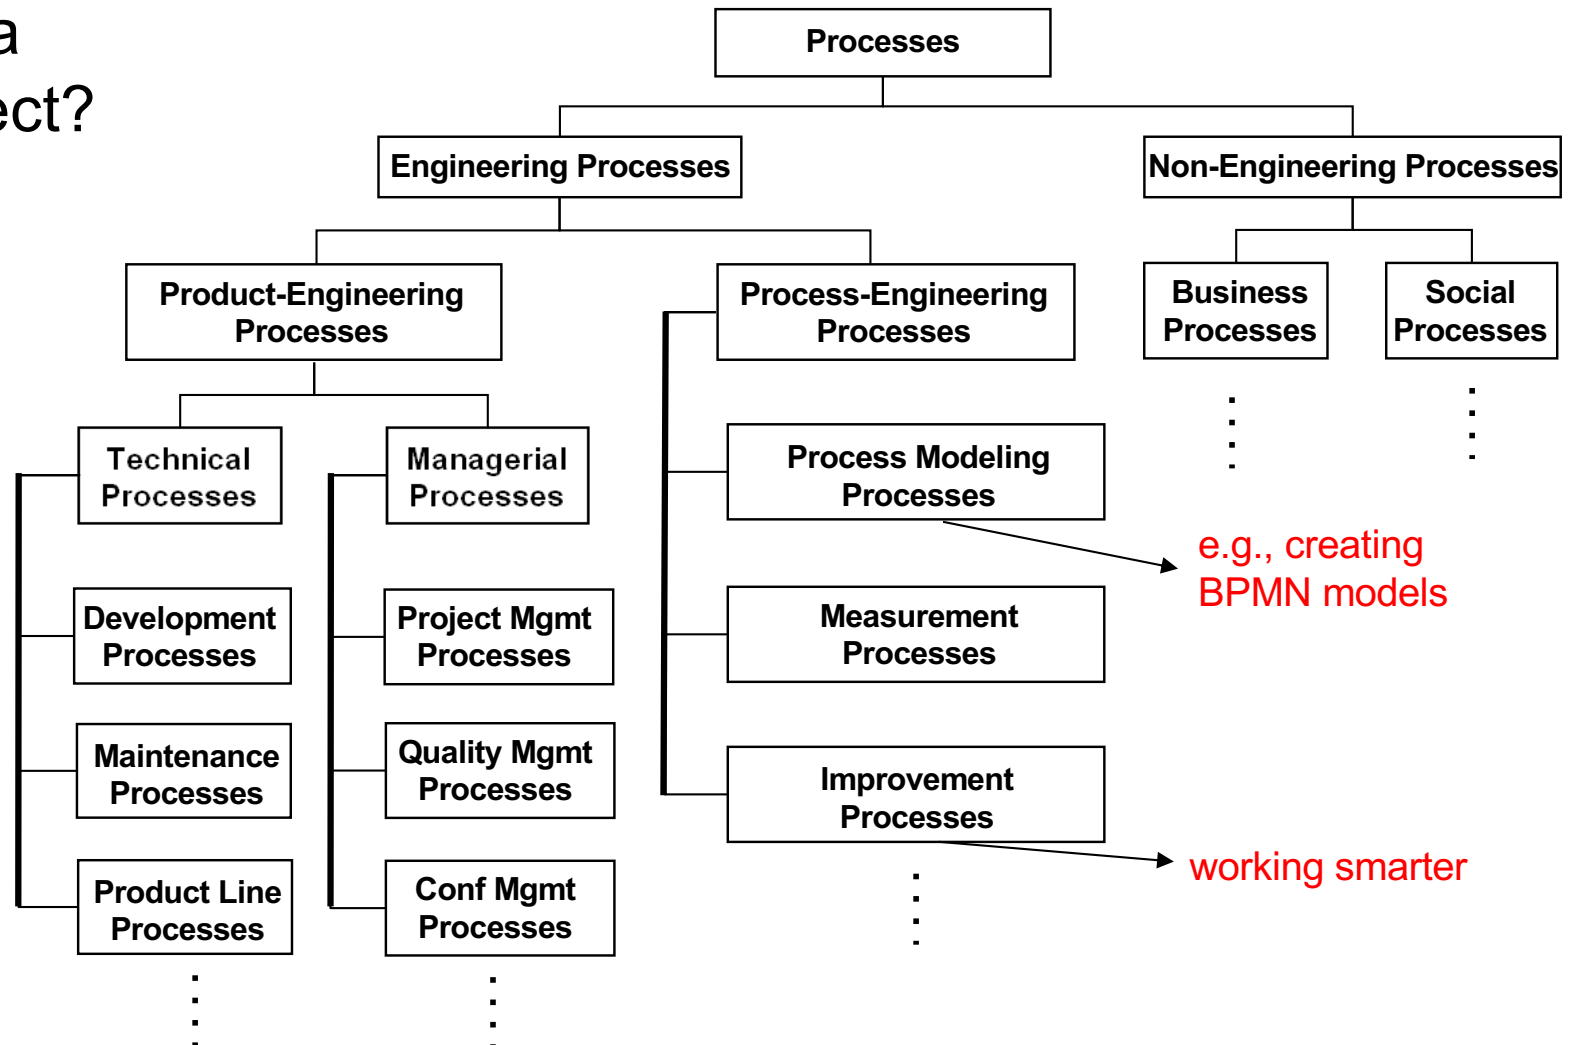 a
ect?
Processes
Engineering Processes
Non-Engineering Processes
Product-Engineering
Processes
Process-Engineering
Processes
Business
Processes
Social
Processes
Technical
Processes
Managerial
Processes
Process Modeling
Processes
e.g., creating
BPMN models
Development
Processes
Project Mgmt
Processes
Measurement
Processes
Maintenance
Processes
Quality Mgmt
Processes
Improvement
Processes
working smarter
Product Line
Processes
Conf Mgmt
Processes